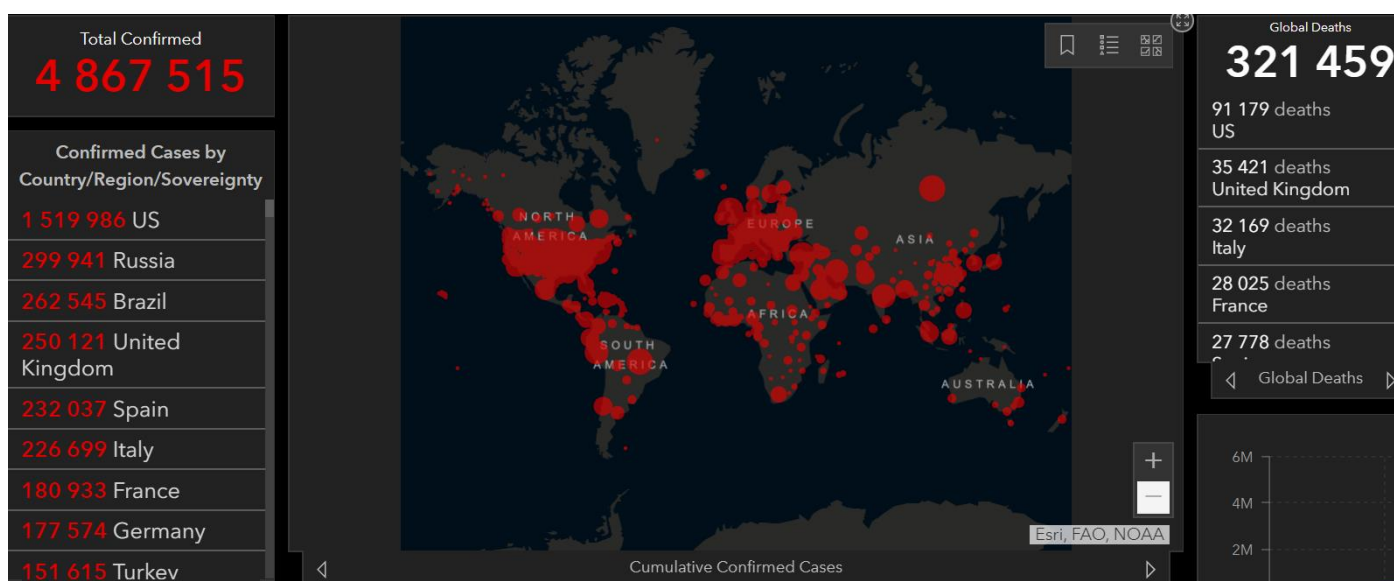 Total Confirmed
4 867 515
Confirmed Cases by
Country/Region/Sovereignty
1 519 986 US
299 941 Russia
262 545 Brazil
250 121 United
Kingdom
232 037 Spain
226 699 Italy
180 933 France
177 574 Germany
151 615 Turkey
NORTH
AMERICA
EUROPE
ASIA
AFRICA
SOUTH
AMERICA
AUSTRALIA
Esri, FAO, NOAA
Cumulative Confirmed Cases
Global Deaths
321 459
91 179 deaths
US
35 421 deaths
United Kingdom
32 169 deaths
Italy
28 025 deaths
France
27 778 deaths
Global Deaths
6M
4M
2M